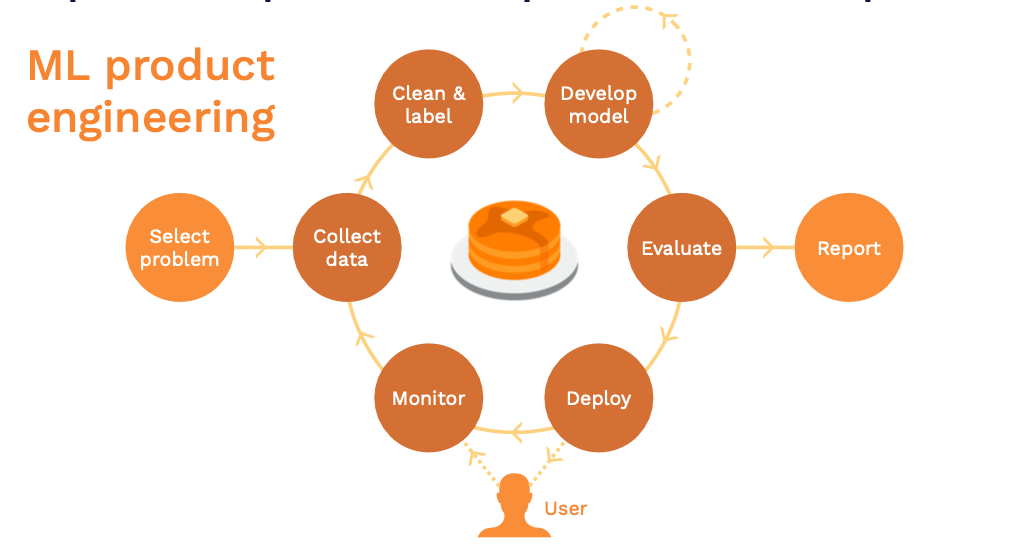 ML product
engineering
Clean &
label
Develop
model
Select
problem
Collect
data
Evaluate
Report
Monitor
Deploy
User